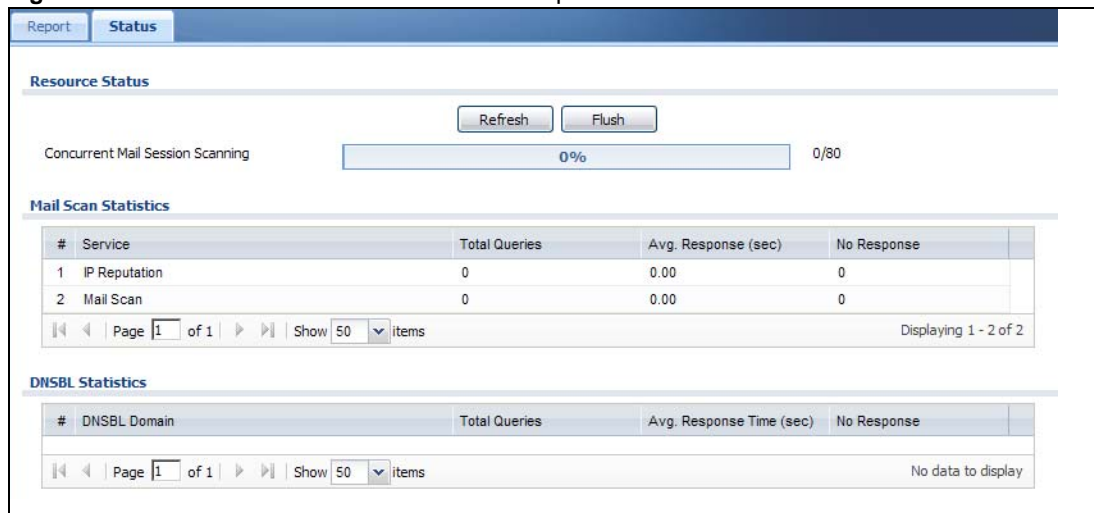 Report Status
Resource Status
Refresh Flush
Concurrent Mail Session Scanning 0% 0/80
Mail Scan Statistics
# Service Total Queries Avg. Response (sec) No Response
1 IP Reputation 0 0.00 0
2 Mail Scan 0 0.00 0
Page 1 of 1 Show 50 items Displaying 1 - 2 of 2
DNSBL Statistics
# DNSBL Domain Total Queries Avg. Response Time (sec) No Response
Page 1 of 1 Show 50 items No data to display